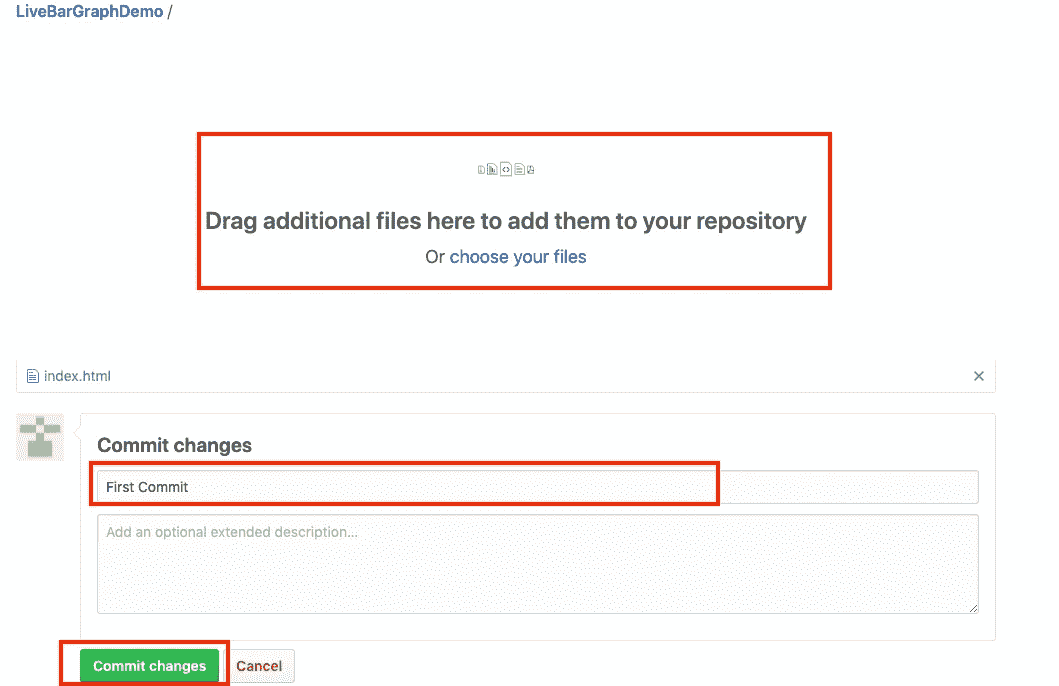 LiveBarGraphDemo /
Drag additional files here to add them to your repository
Or choose your files
index.html
Commit changes
First Commit
Add an optional extended description...
Commit changes
Cancel